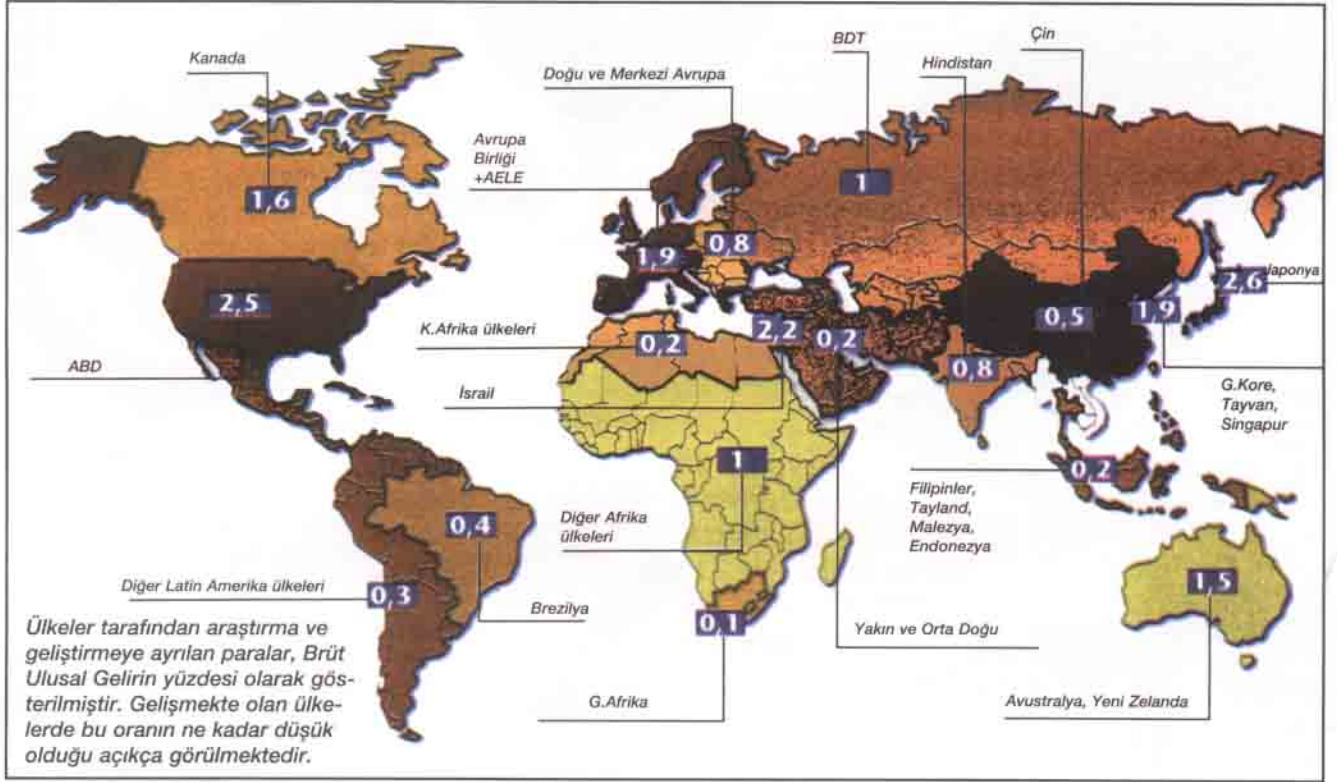 Kanada
1,6
BDT
1
Çin
Hindistan
Doğu ve Merkezi Avrupa
Avrupa
Birliği
+AELE
1,9
0,8
Japonya
2,6
0,5
1,9
0,8
2,5
ABD
K.Afrika ülkeleri
0,2
2,2
0,2
İsrail
G.Kore,
Tayvan,
Singapur
1
0,2
Filipinler,
Tayland,
Malezya,
Endonezya
Diğer Afrika
ülkeleri
0,4
Brezilya
Diğer Latin Amerika ülkeleri
0,3
0,1
G.Afrika
Yakın ve Orta Doğu
1,5
Avustralya, Yeni Zelanda
Ülkeler tarafından araştırma ve
geliştirmeye ayrılan paralar, Brüt
Ulusal Gelirin yüzdesi olarak gös-
terilmiştir. Gelişmekte olan ülke-
lerde bu oranın ne kadar düşük
olduğu açıkça görülmektedir.